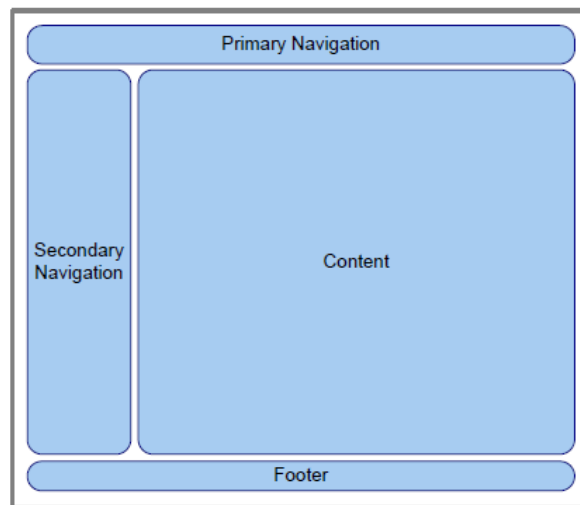 Primary Navigation
Secondary
Navigation
Content
Footer